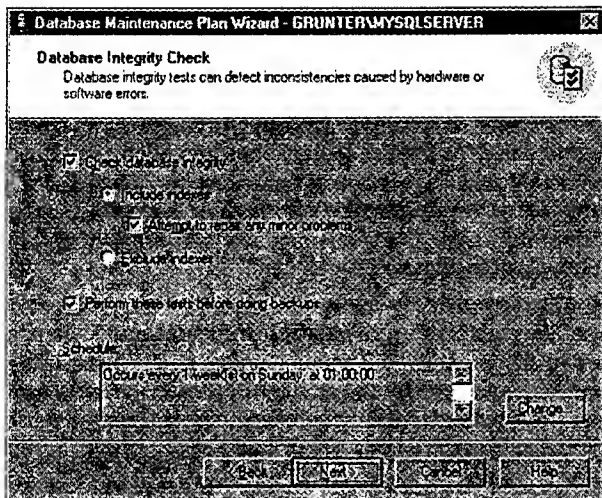 Database Maintenance Plan Wizard - GRUNTER\MYSQLSERVER
Database Integrity Check
Database integrity tests can detect inconsistencies caused by hardware or
software errors.
Check database integrity
Include indexes
Attempt to repair any minor problems
Exclude indexes
Perform these tests before doing backups
Schedule:
Occurs every 1 week(s) on Sunday, at 01:00:00.
Change...
< Back
Next >
Cancel
Help